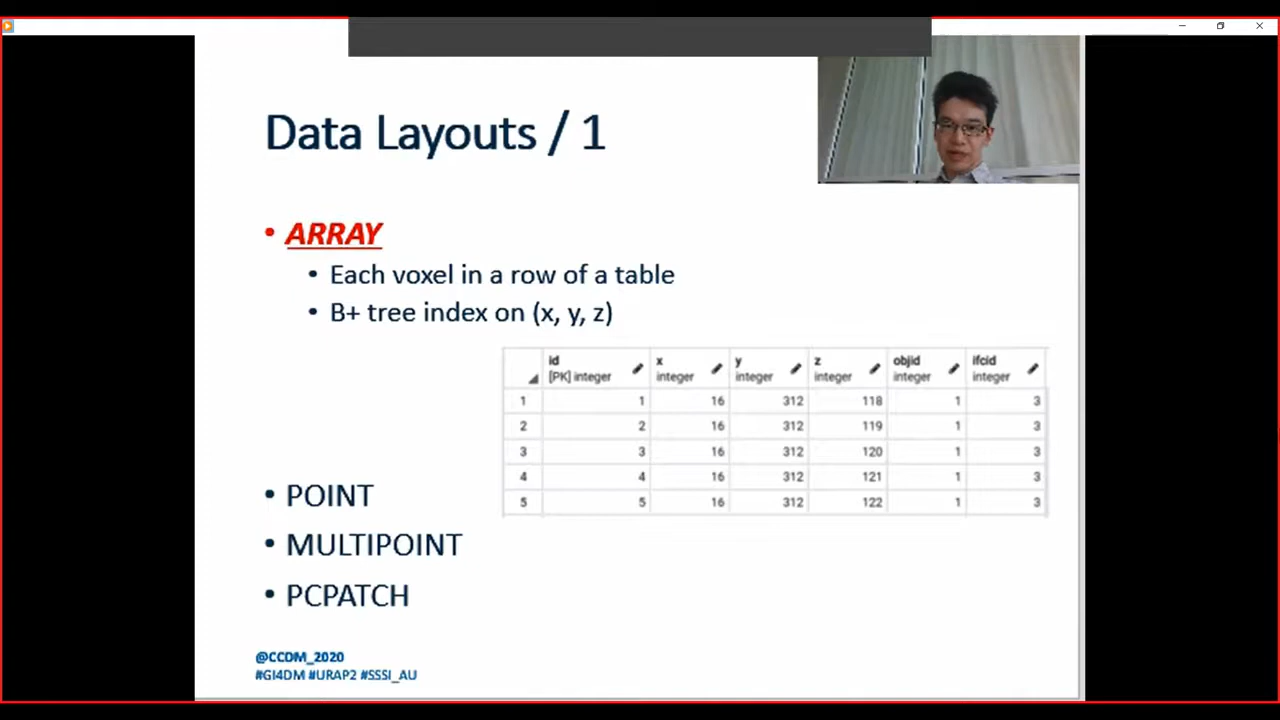 Data Layouts / 1
• ARRAY
• Each voxel in a row of a table
• B+ tree index on (x, y, z)
id x y z objid ifcid
[PK] integer integer integer integer integer integer
1 1 16 312 118 1 3
2 2 16 312 119 1 3
3 3 16 312 120 1 3
4 4 16 312 121 1 3
5 5 16 312 122 1 3
• POINT
• MULTIPOINT
• PCPATCH
@CCDM_2020
#GI4DM #URAP2 #SSSI_AU